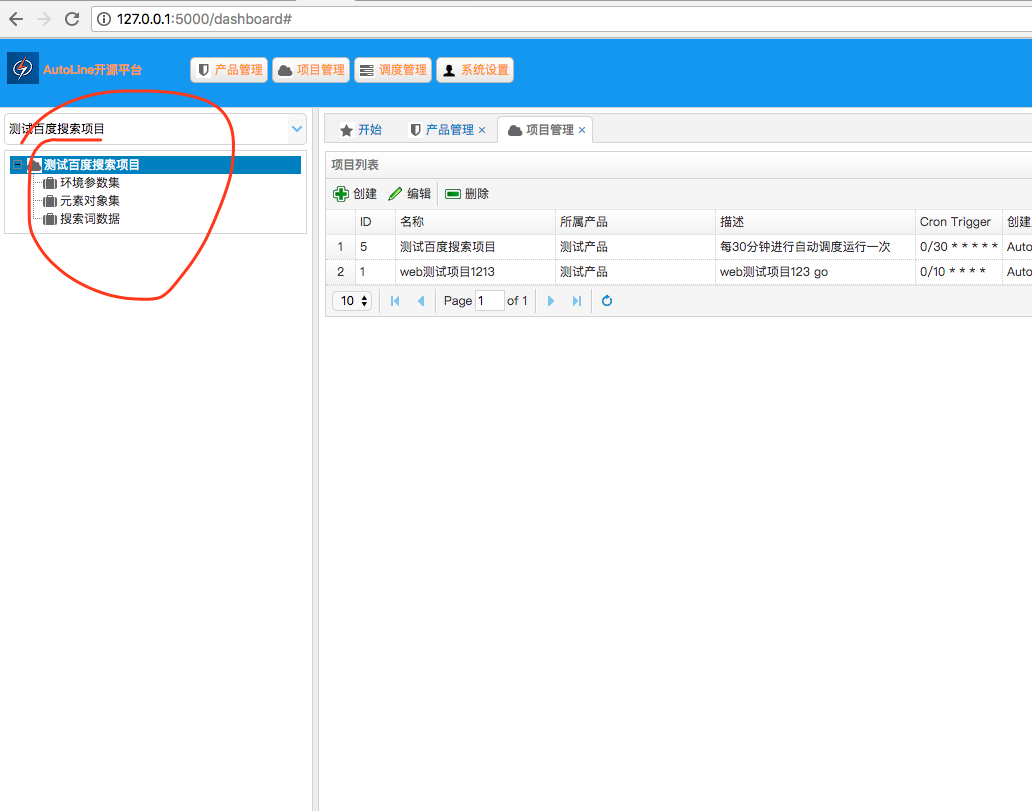 127.0.0.1:5000/dashboard#
AutoLine开源平台 产品管理 项目管理 调度管理 系统设置
测试百度搜索项目
测试百度搜索项目
环境参数集
元素对象集
搜索词数据
开始 产品管理 × 项目管理 ×
项目列表
创建 编辑 删除
ID 名称 所属产品 描述 Cron Trigger 创建
1 5 测试百度搜索项目 测试产品 每30分钟进行自动调度运行一次 0/30 * * * * * Auto
2 1 web测试项目1213 测试产品 web测试项目123 go 0/10 * * * * Auto
10 Page 1 of 1